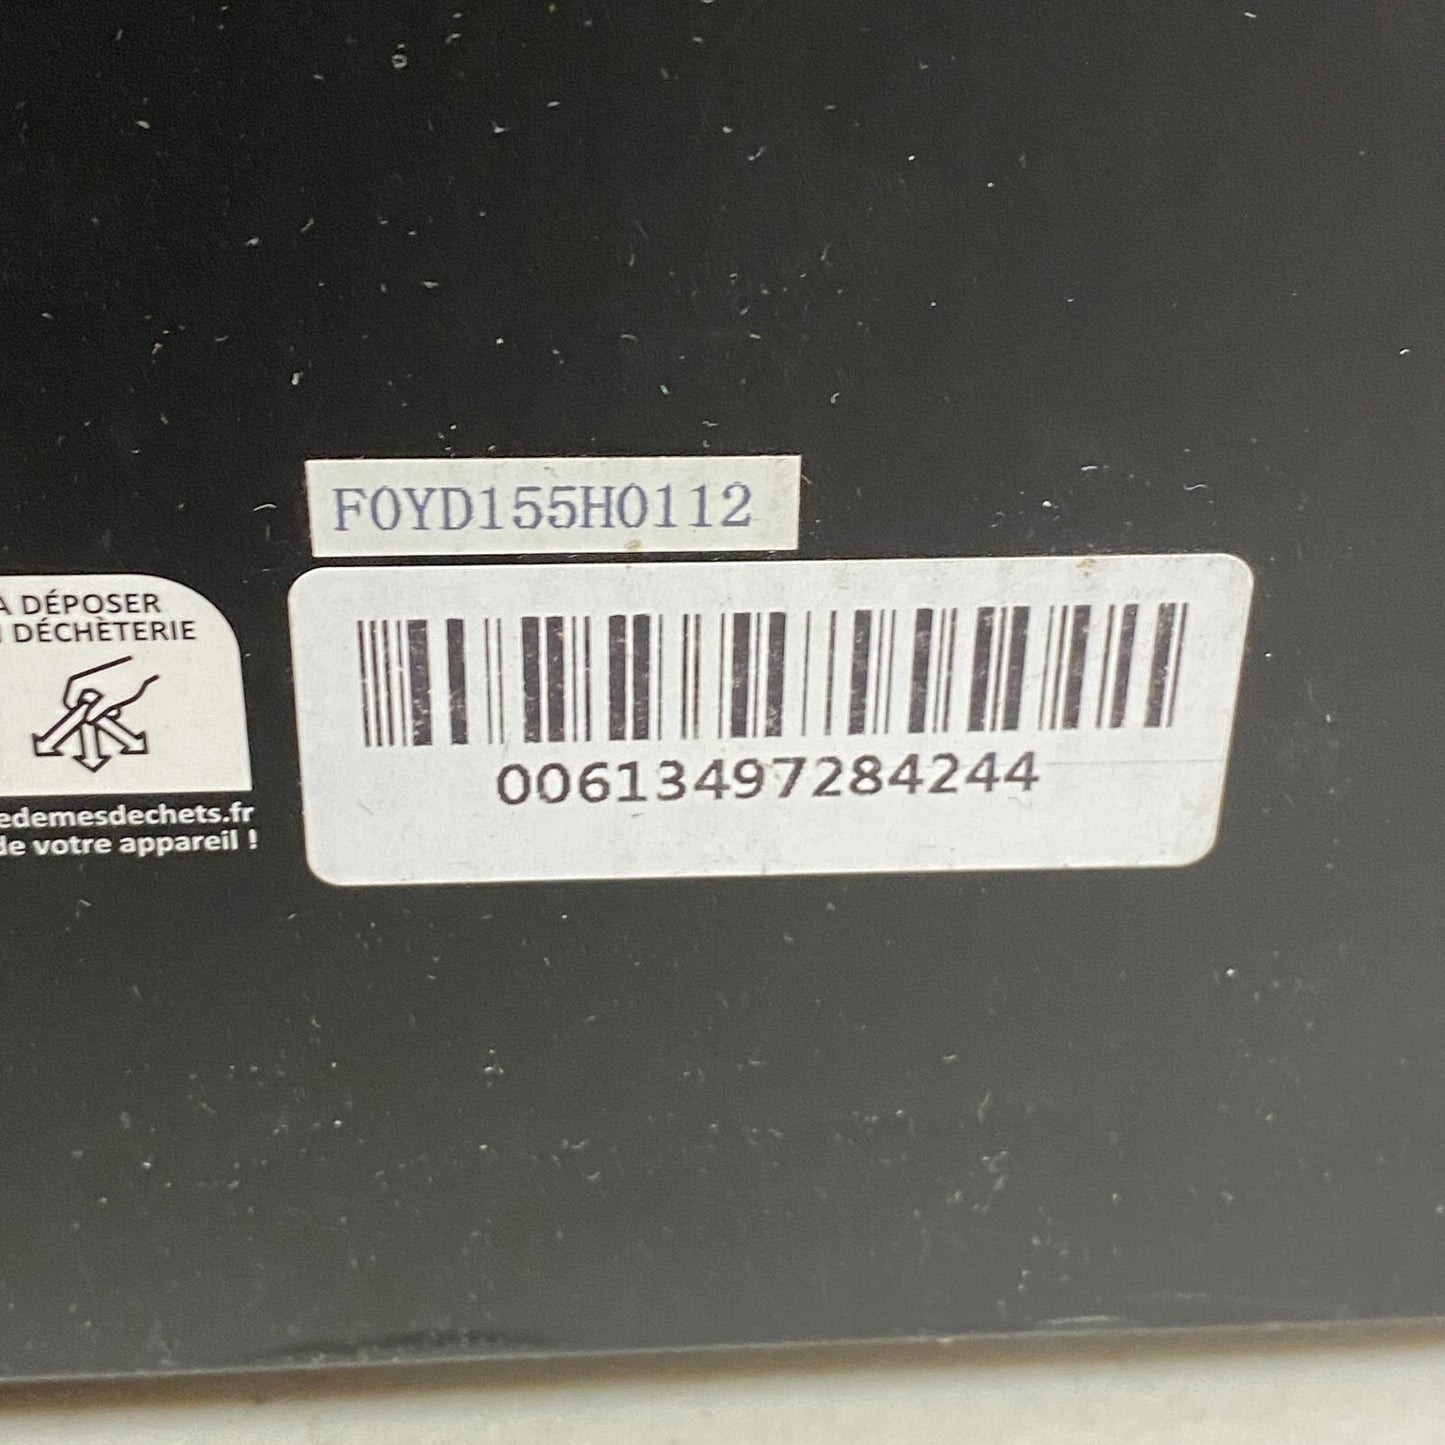 F0YD155H0112
À DÉPOSER
DÉCHÈTERIE
00613497284244
edemesdechets.fr
de votre appareil !